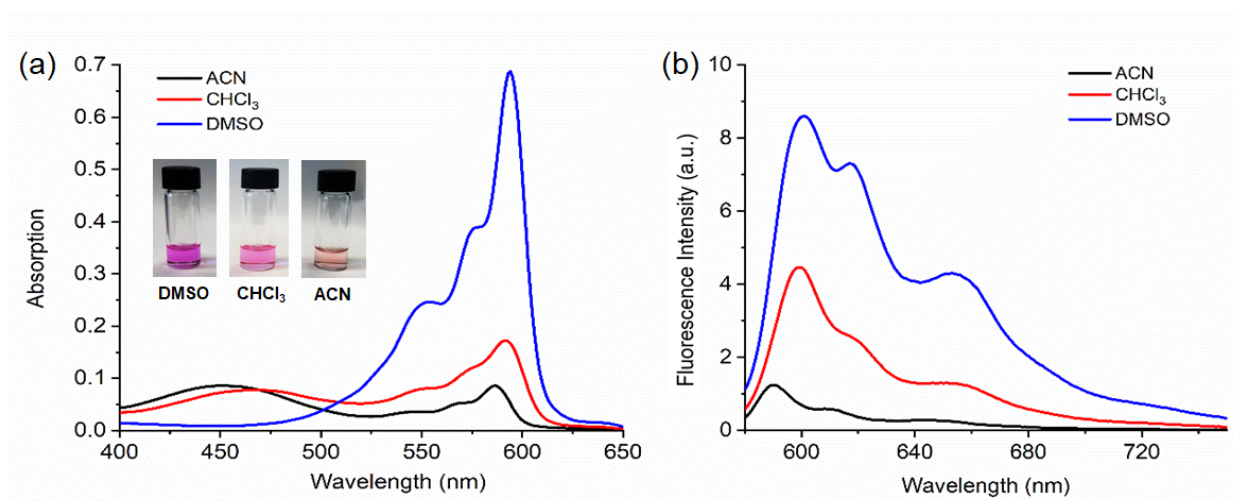 (a)
0.7
0.6
0.5
0.4
0.3
0.2
0.1
0.0
Absorption
ACN
CHCl₃
DMSO
DMSO CHCl₃ ACN
400 450 500 550 600 650
Wavelength (nm)
(b)
10
8
6
4
2
0
Fluorescence Intensity (a.u.)
ACN
CHCl₃
DMSO
600 640 680 720
Wavelength (nm)